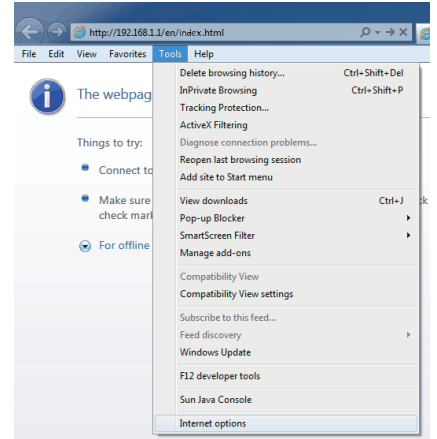 http://192.168.1.1/en/index.html
File Edit View Favorites Tools Help
The webpag
Things to try:
Connect to
Make sure
check mark
For offline
Delete browsing history... Ctrl+Shift+Del
InPrivate Browsing Ctrl+Shift+P
Tracking Protection...
ActiveX Filtering
Diagnose connection problems...
Reopen last browsing session
Add site to Start menu
View downloads Ctrl+J
Pop-up Blocker
SmartScreen Filter
Manage add-ons
Compatibility View
Compatibility View settings
Subscribe to this feed...
Feed discovery
Windows Update
F12 developer tools
Sun Java Console
Internet options